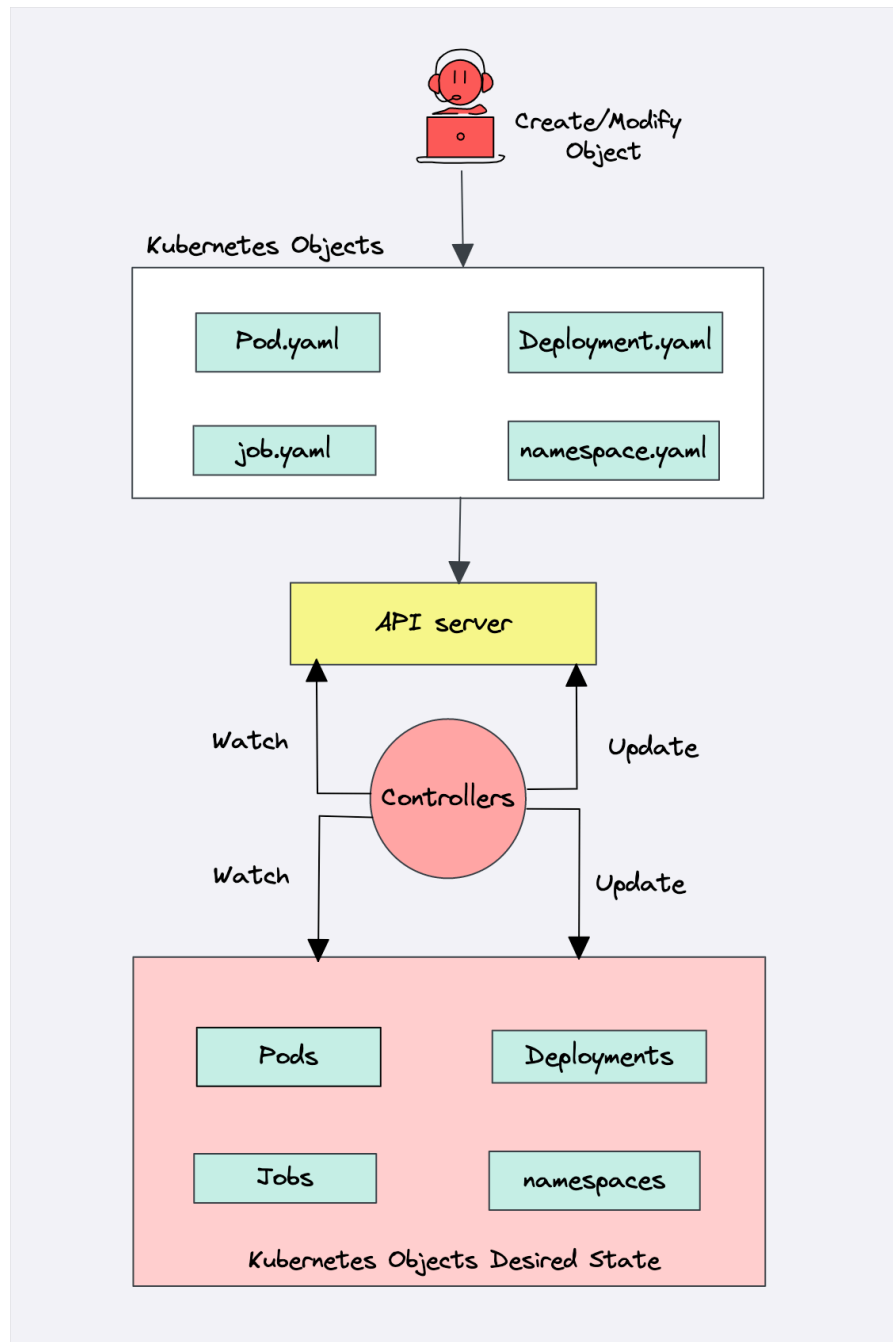 Create/Modify
Object
Kubernetes Objects
Pod.yaml
Deployment.yaml
job.yaml
namespace.yaml
API server
Watch
Update
Controllers
Watch
Update
Pods
Deployments
Jobs
namespaces
Kubernetes Objects Desired State